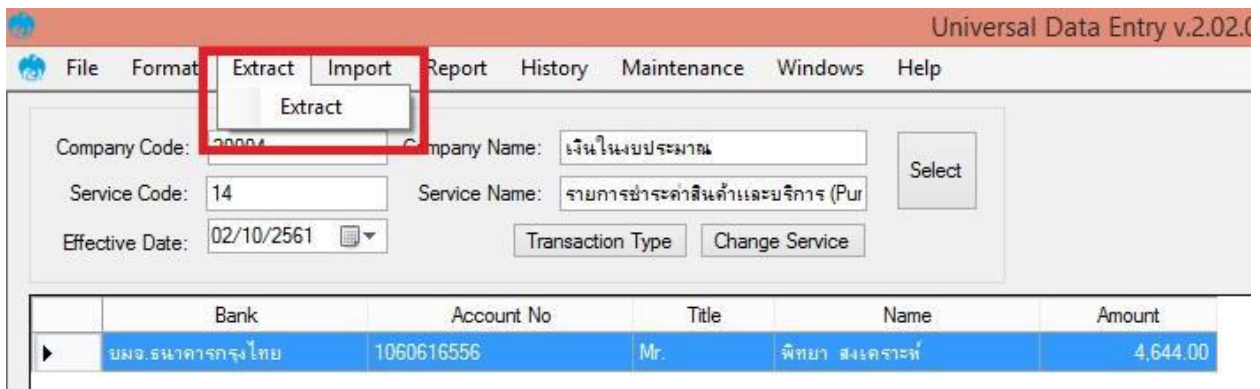 Universal Data Entry v.2.02.0
File Format Extract Import Report History Maintenance Windows Help
Extract
Company Code: 20004 Company Name: เงินในงบประมาณ Select
Service Code: 14 Service Name: รายการชำระค่าสินค้าและบริการ (Pur
Effective Date: 02/10/2561 Transaction Type Change Service
Bank Account No Title Name Amount
บมจ.ธนาคารกรุงไทย 1060616556 Mr. พิทยา สงเคราะห์ 4,644.00